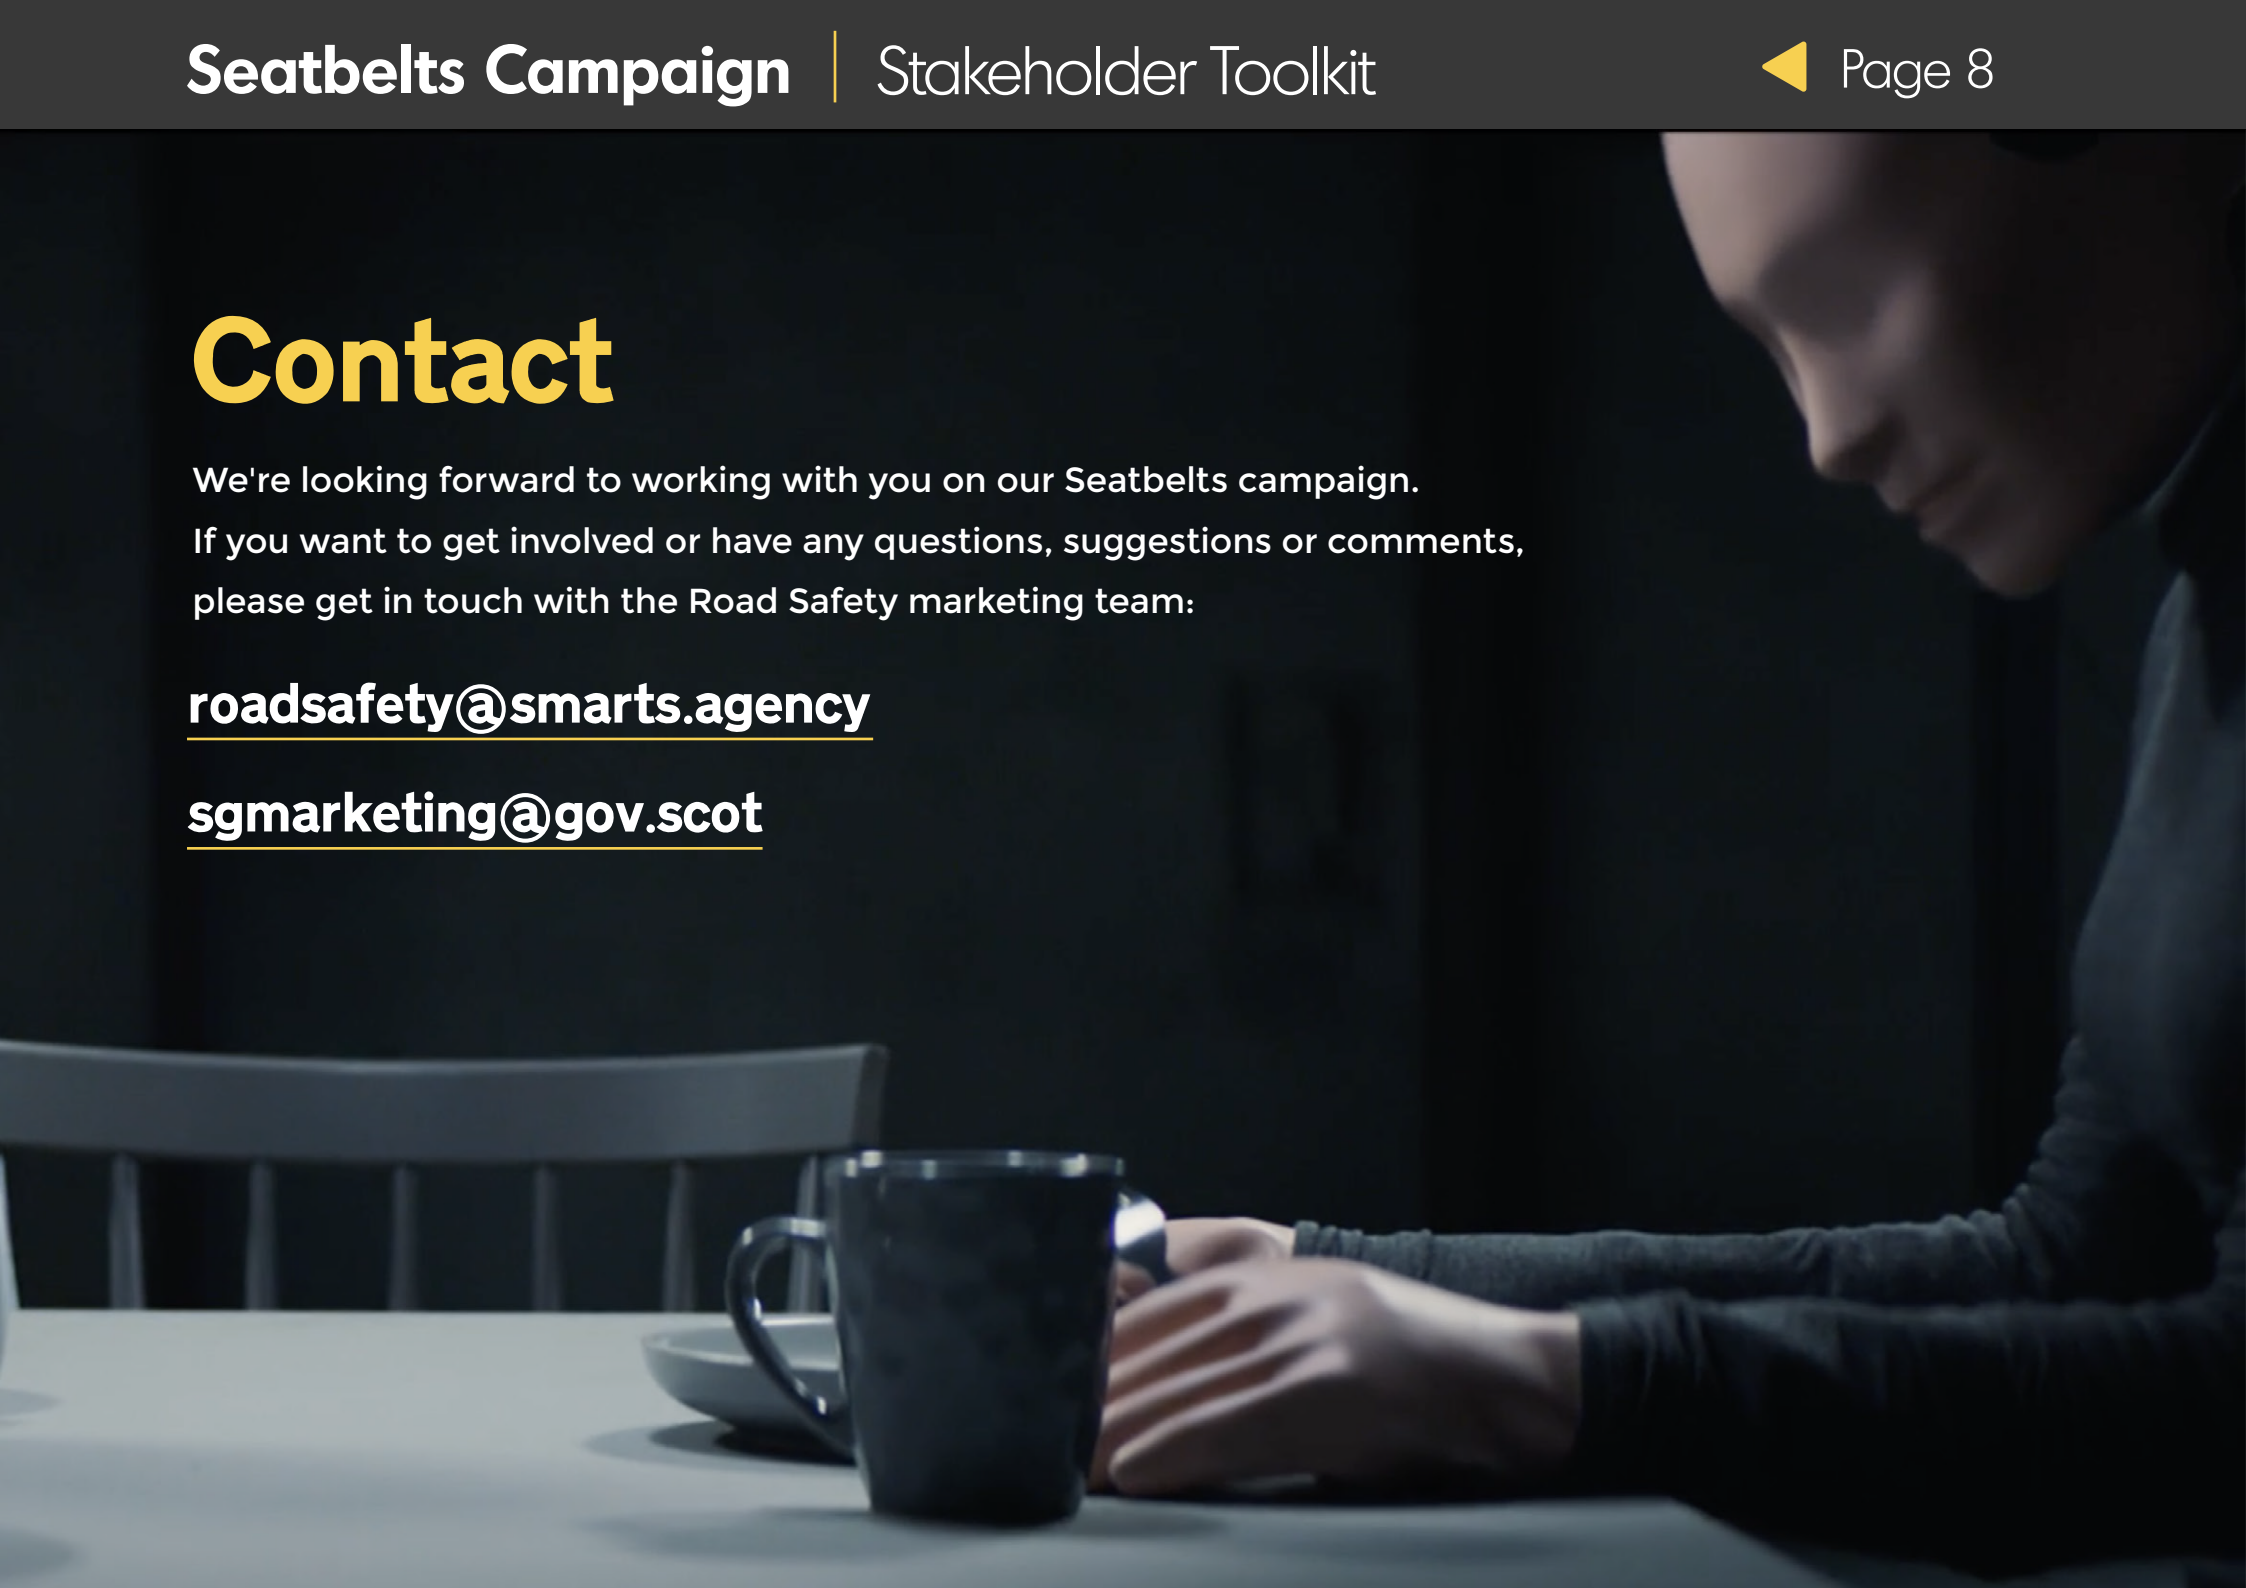 Seatbelts Campaign | Stakeholder Toolkit
Page 8
Contact
We're looking forward to working with you on our Seatbelts campaign.
If you want to get involved or have any questions, suggestions or comments,
please get in touch with the Road Safety marketing team:
roadsafety@smarts.agency
sgmarketing@gov.scot